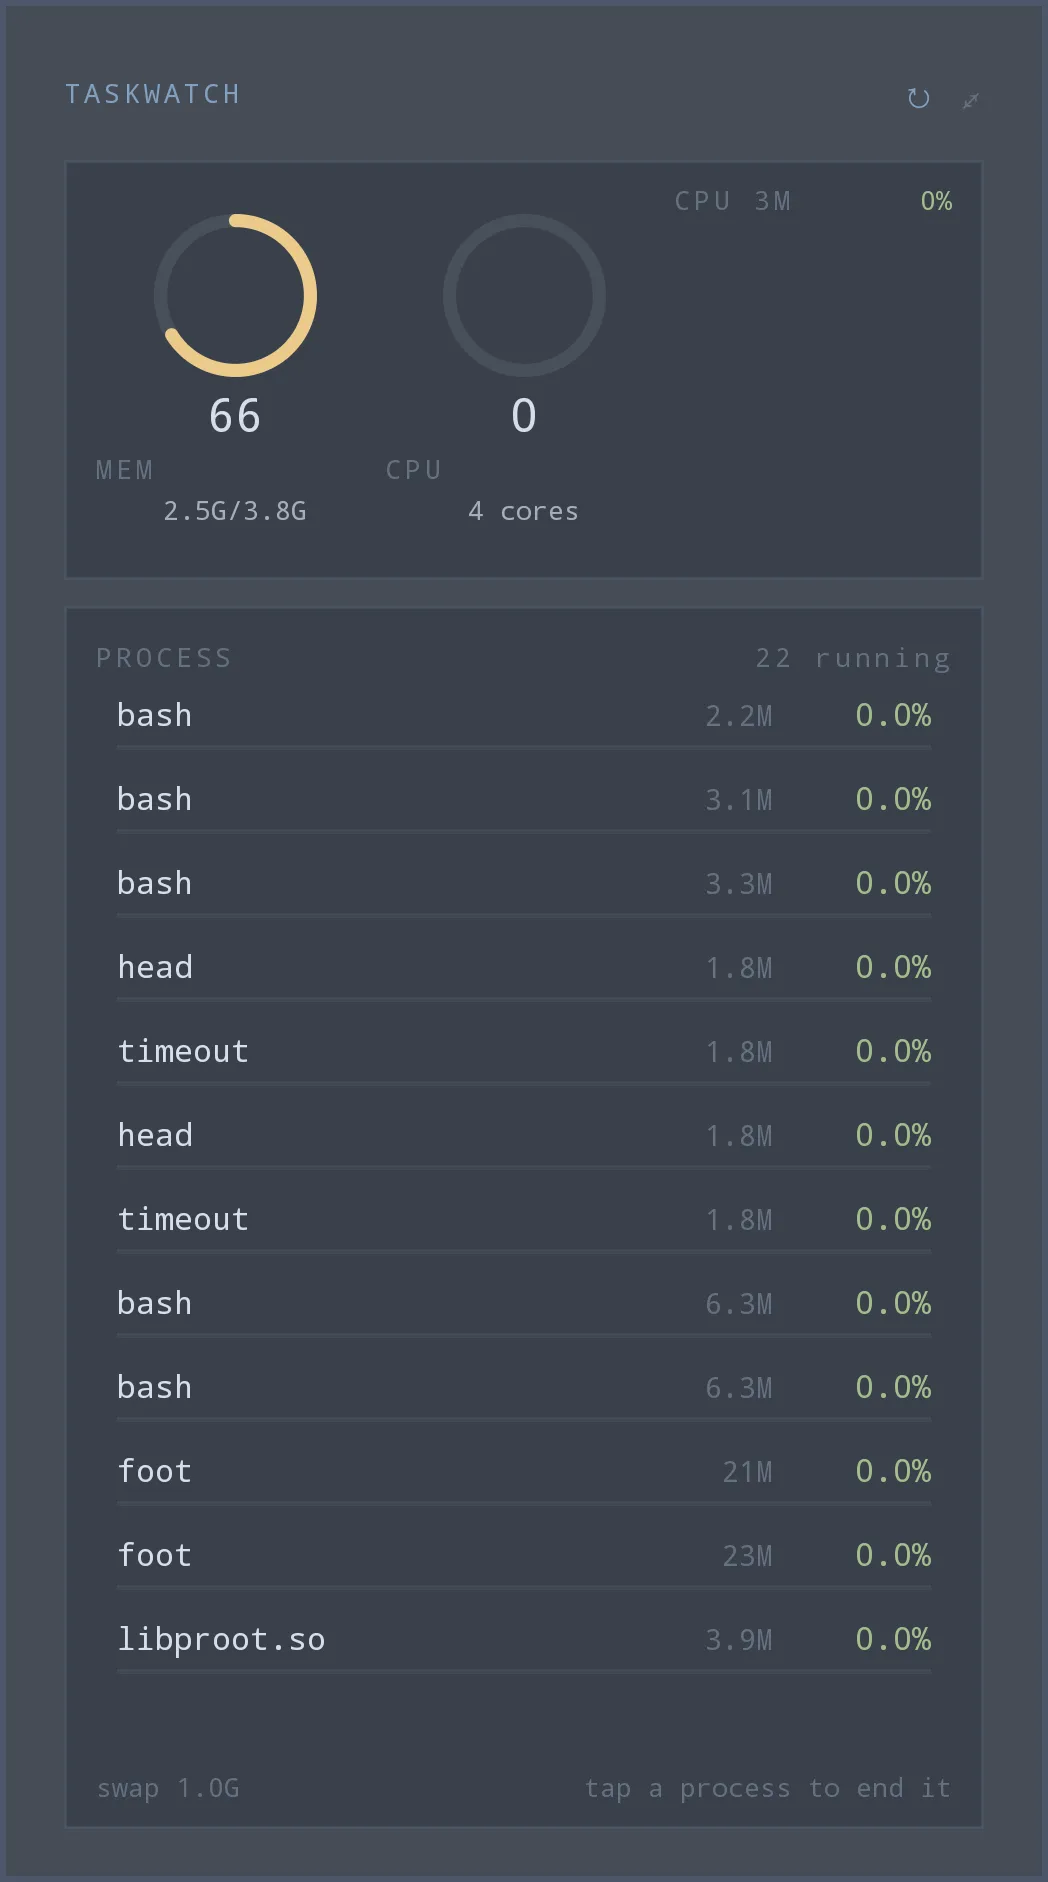 TASKWATCH
CPU 3M 0%
66 0
MEM CPU
2.5G/3.8G 4 cores
PROCESS 22 running
bash 2.2M 0.0%
bash 3.1M 0.0%
bash 3.3M 0.0%
head 1.8M 0.0%
timeout 1.8M 0.0%
head 1.8M 0.0%
timeout 1.8M 0.0%
bash 6.3M 0.0%
bash 6.3M 0.0%
foot 21M 0.0%
foot 23M 0.0%
libproot.so 3.9M 0.0%
swap 1.0G tap a process to end it